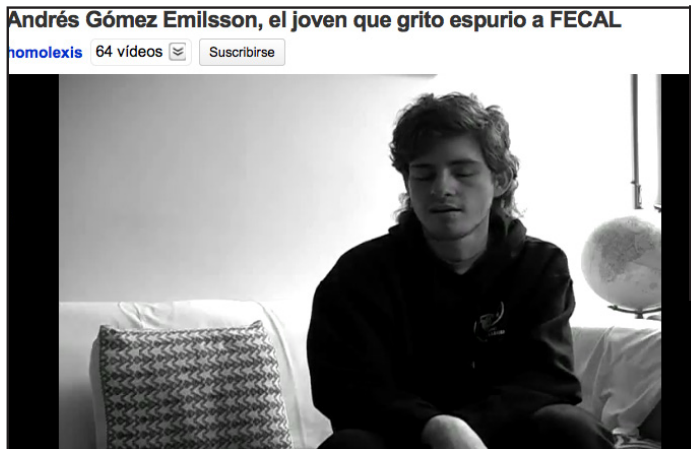 Andrés Gómez Emilsson, el joven que grito espurio a FECAL
homolexis 64 vídeos Suscribirse